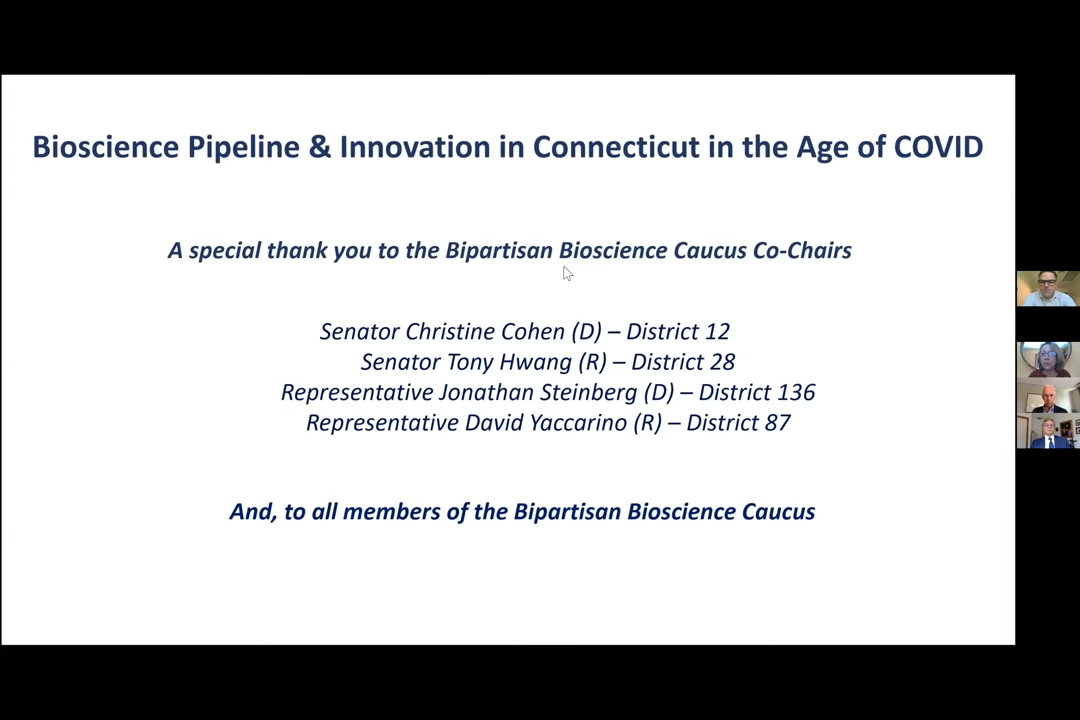 Bioscience Pipeline & Innovation in Connecticut in the Age of COVID
A special thank you to the Bipartisan Bioscience Caucus Co-Chairs
Senator Christine Cohen (D) – District 12
Senator Tony Hwang (R) – District 28
Representative Jonathan Steinberg (D) – District 136
Representative David Yaccarino (R) – District 87
And, to all members of the Bipartisan Bioscience Caucus